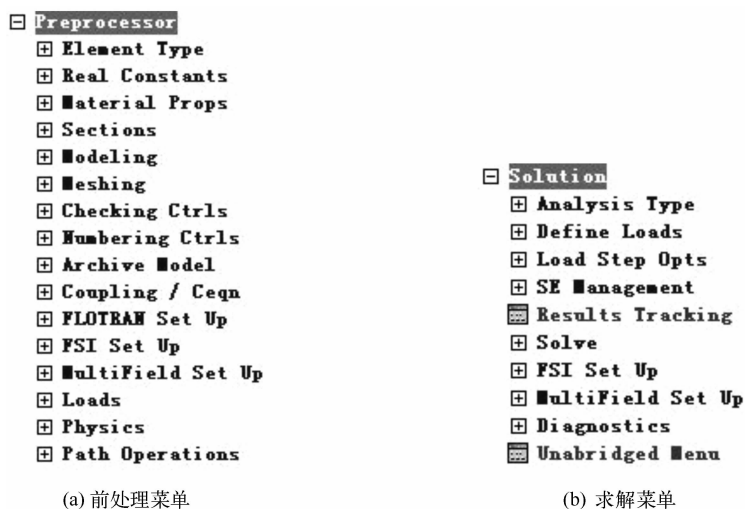 Preprocessor
Element Type
Real Constants
Material Props
Sections
Modeling
Meshing
Checking Ctrls
Numbering Ctrls
Archive Model
Coupling / Ceqn
FLOTRAN Set Up
FSI Set Up
MultiField Set Up
Loads
Physics
Path Operations
(a) 前处理菜单
Solution
Analysis Type
Define Loads
Load Step Opts
SE Management
Results Tracking
Solve
FSI Set Up
MultiField Set Up
Diagnostics
Unabridged Menu
(b) 求解菜单